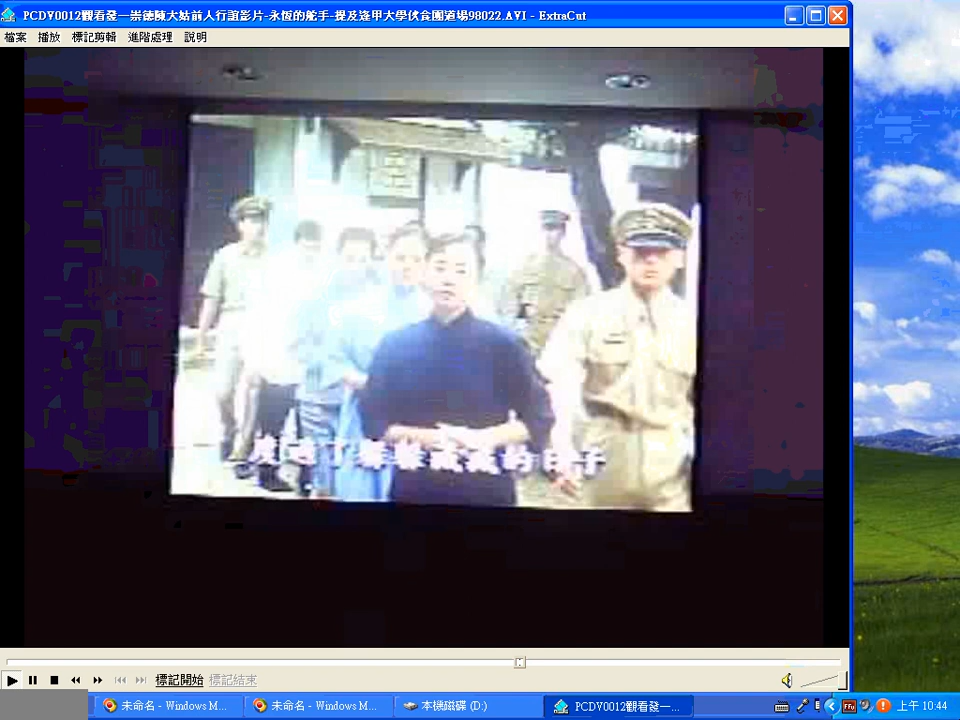 PCDV0012觀看發一崇德陳大姑前人行誼影片-永恆的舵手-提及逢甲大學伙食團道場98022.AVI - ExtraCut
檔案 播放 標記剪輯 進階處理 說明
度過了
的日子
標記開始 標記結束
未命名 - Windows M...
未命名 - Windows M...
本機磁碟 (D:)
PCDV0012觀看發一...
上午 10:44